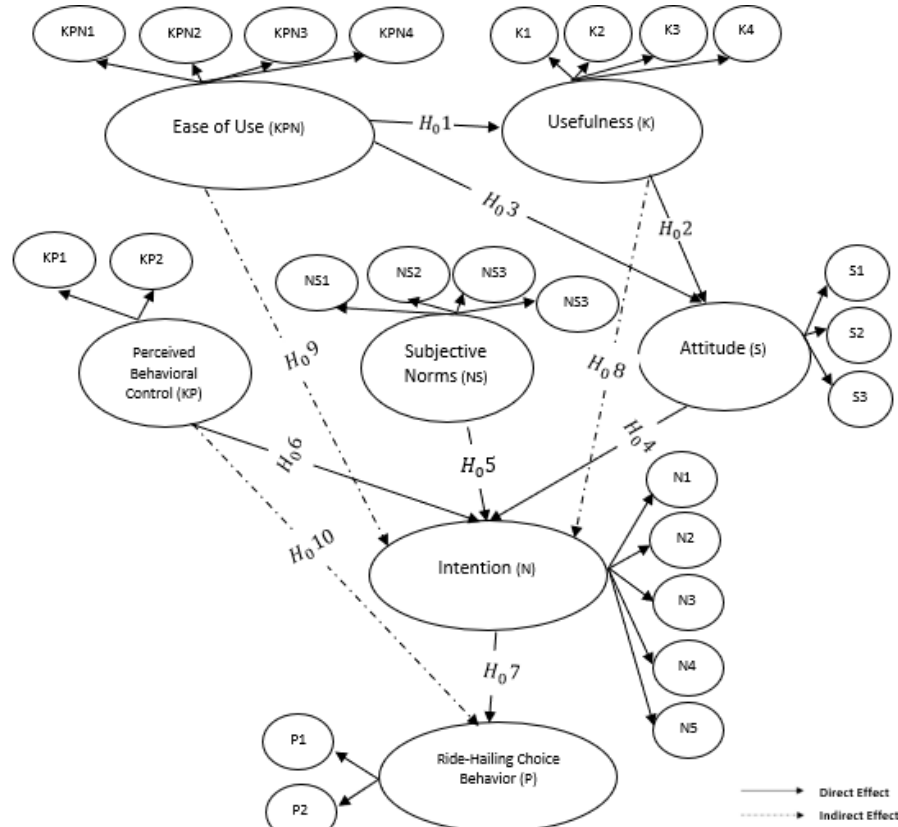 KPN1
KPN2
KPN3
KPN4
K1
K2
K3
K4
Ease of Use (KPN)
H₀1
Usefulness (K)
H₀3
H₀2
KP1
KP2
NS1
NS2
NS3
NS3
S1
S2
S3
Perceived
Behavioral
Control (KP)
H₀9
Subjective
Norms (NS)
H₀8
Attitude (S)
H₀6
H₀5
H₀4
H₀10
Intention (N)
N1
N2
N3
N4
N5
H₀7
P1
P2
Ride-Hailing Choice
Behavior (P)
Direct Effect
Indirect Effect